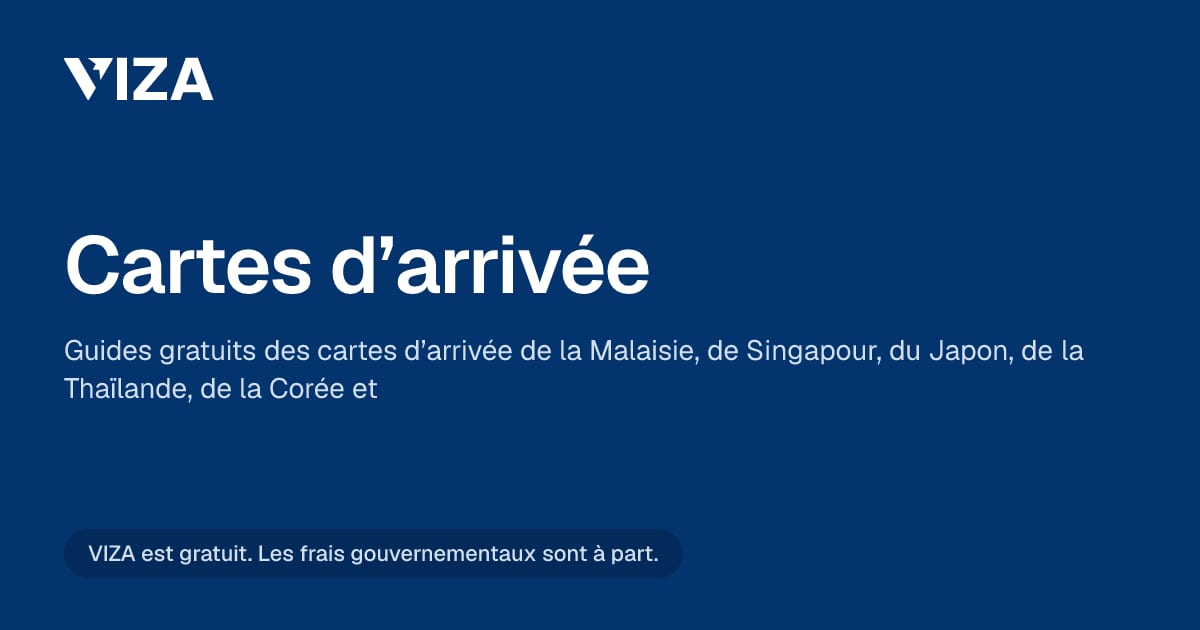 VIZA
Cartes d’arrivée
Guides gratuits des cartes d’arrivée de la Malaisie, de Singapour, du Japon, de la
Thaïlande, de la Corée et
VIZA est gratuit. Les frais gouvernementaux sont à part.